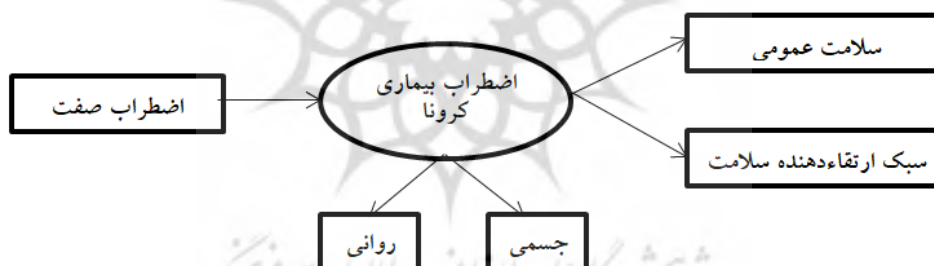 سلامت عمومی
اضطراب بیماری
کرونا
اضطراب صفت
سبک ارتقاءدهنده سلامت
جسمی
روانی